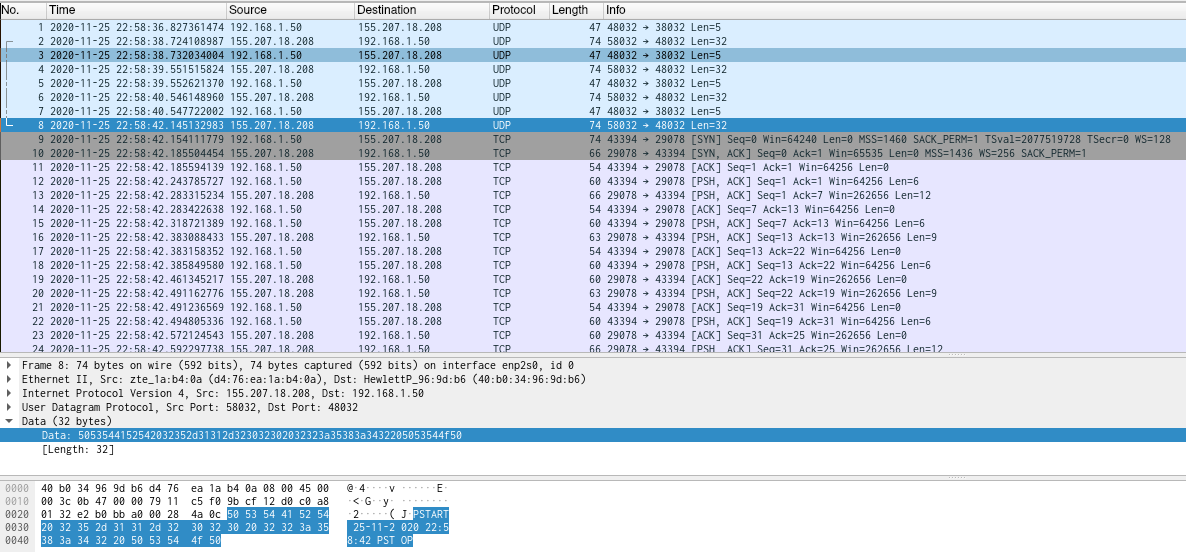 No. Time Source Destination Protocol Length Info
1 2020-11-25 22:58:36.827361474 192.168.1.50 155.207.18.208 UDP 47 48032 → 38032 Len=5
2 2020-11-25 22:58:38.724108987 155.207.18.208 192.168.1.50 UDP 74 58032 → 48032 Len=32
3 2020-11-25 22:58:38.732034004 192.168.1.50 155.207.18.208 UDP 47 48032 → 38032 Len=5
4 2020-11-25 22:58:39.551515824 155.207.18.208 192.168.1.50 UDP 74 58032 → 48032 Len=32
5 2020-11-25 22:58:39.552621370 192.168.1.50 155.207.18.208 UDP 47 48032 → 38032 Len=5
6 2020-11-25 22:58:40.546148960 155.207.18.208 192.168.1.50 UDP 74 58032 → 48032 Len=32
7 2020-11-25 22:58:40.547722002 192.168.1.50 155.207.18.208 UDP 47 48032 → 38032 Len=5
8 2020-11-25 22:58:42.145132983 155.207.18.208 192.168.1.50 UDP 74 58032 → 48032 Len=32
9 2020-11-25 22:58:42.154111779 192.168.1.50 155.207.18.208 TCP 74 43394 → 29078 [SYN] Seq=0 Win=64240 Len=0 MSS=1460 SACK_PERM=1 TSval=2077519728 TSecr=0 WS=128
10 2020-11-25 22:58:42.185504454 155.207.18.208 192.168.1.50 TCP 66 29078 → 43394 [SYN, ACK] Seq=0 Ack=1 Win=65535 Len=0 MSS=1436 WS=256 SACK_PERM=1
11 2020-11-25 22:58:42.185594139 192.168.1.50 155.207.18.208 TCP 54 43394 → 29078 [ACK] Seq=1 Ack=1 Win=64256 Len=0
12 2020-11-25 22:58:42.243785727 192.168.1.50 155.207.18.208 TCP 60 43394 → 29078 [PSH, ACK] Seq=1 Ack=1 Win=64256 Len=6
13 2020-11-25 22:58:42.283315234 155.207.18.208 192.168.1.50 TCP 66 29078 → 43394 [PSH, ACK] Seq=1 Ack=7 Win=262656 Len=12
14 2020-11-25 22:58:42.283422638 192.168.1.50 155.207.18.208 TCP 54 43394 → 29078 [ACK] Seq=7 Ack=13 Win=64256 Len=0
15 2020-11-25 22:58:42.318721389 192.168.1.50 155.207.18.208 TCP 60 43394 → 29078 [PSH, ACK] Seq=7 Ack=13 Win=64256 Len=6
16 2020-11-25 22:58:42.383088433 155.207.18.208 192.168.1.50 TCP 63 29078 → 43394 [PSH, ACK] Seq=13 Ack=13 Win=262656 Len=9
17 2020-11-25 22:58:42.383158352 192.168.1.50 155.207.18.208 TCP 54 43394 → 29078 [ACK] Seq=13 Ack=22 Win=64256 Len=0
18 2020-11-25 22:58:42.385849580 192.168.1.50 155.207.18.208 TCP 60 43394 → 29078 [PSH, ACK] Seq=13 Ack=22 Win=64256 Len=6
19 2020-11-25 22:58:42.461345217 155.207.18.208 192.168.1.50 TCP 60 29078 → 43394 [ACK] Seq=22 Ack=19 Win=262656 Len=0
20 2020-11-25 22:58:42.491162776 155.207.18.208 192.168.1.50 TCP 63 29078 → 43394 [PSH, ACK] Seq=22 Ack=19 Win=262656 Len=9
21 2020-11-25 22:58:42.491236569 192.168.1.50 155.207.18.208 TCP 54 43394 → 29078 [ACK] Seq=19 Ack=31 Win=64256 Len=0
22 2020-11-25 22:58:42.494805336 192.168.1.50 155.207.18.208 TCP 60 43394 → 29078 [PSH, ACK] Seq=19 Ack=31 Win=64256 Len=6
23 2020-11-25 22:58:42.572124543 155.207.18.208 192.168.1.50 TCP 60 29078 → 43394 [ACK] Seq=31 Ack=25 Win=262656 Len=0
24 2020-11-25 22:58:42.592297738 155.207.18.208 192.168.1.50 TCP 66 29078 → 43394 [PSH, ACK] Seq=31 Ack=25 Win=262656 Len=12
Frame 8: 74 bytes on wire (592 bits), 74 bytes captured (592 bits) on interface enp2s0, id 0
Ethernet II, Src: zte_1a:b4:0a (d4:76:ea:1a:b4:0a), Dst: HewlettP_96:9d:b6 (40:b0:34:96:9d:b6)
Internet Protocol Version 4, Src: 155.207.18.208, Dst: 192.168.1.50
User Datagram Protocol, Src Port: 58032, Dst Port: 48032
Data (32 bytes)
Data: 5053544152542032352d31312d323032302032323a35383a3432205053544f50
[Length: 32]
0000 40 b0 34 96 9d b6 d4 76 ea 1a b4 0a 08 00 45 00 @·4····v ······E·
0010 00 3c 0b 47 00 00 79 11 c5 f0 9b cf 12 d0 c0 a8 ·<·G··y· ········
0020 01 32 e2 b0 bb a0 00 28 4a 0c 50 53 54 41 52 54 ·2·····( J·PSTART
0030 20 32 35 2d 31 31 2d 32 30 32 30 20 32 32 3a 35 25-11-2 020 22:5
0040 38 3a 34 32 20 50 53 54 4f 50 8:42 PST OP